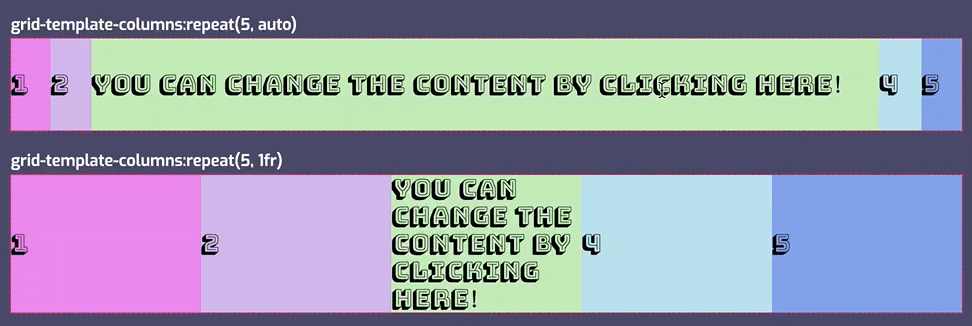 grid-template-columns:repeat(5, auto)
1 2 YOU CAN CHANGE THE CONTENT BY CLICKING HERE! 4 5
grid-template-columns:repeat(5, 1fr)
1
2
YOU CAN
CHANGE THE
CONTENT BY
CLICKING
HERE!
4
5